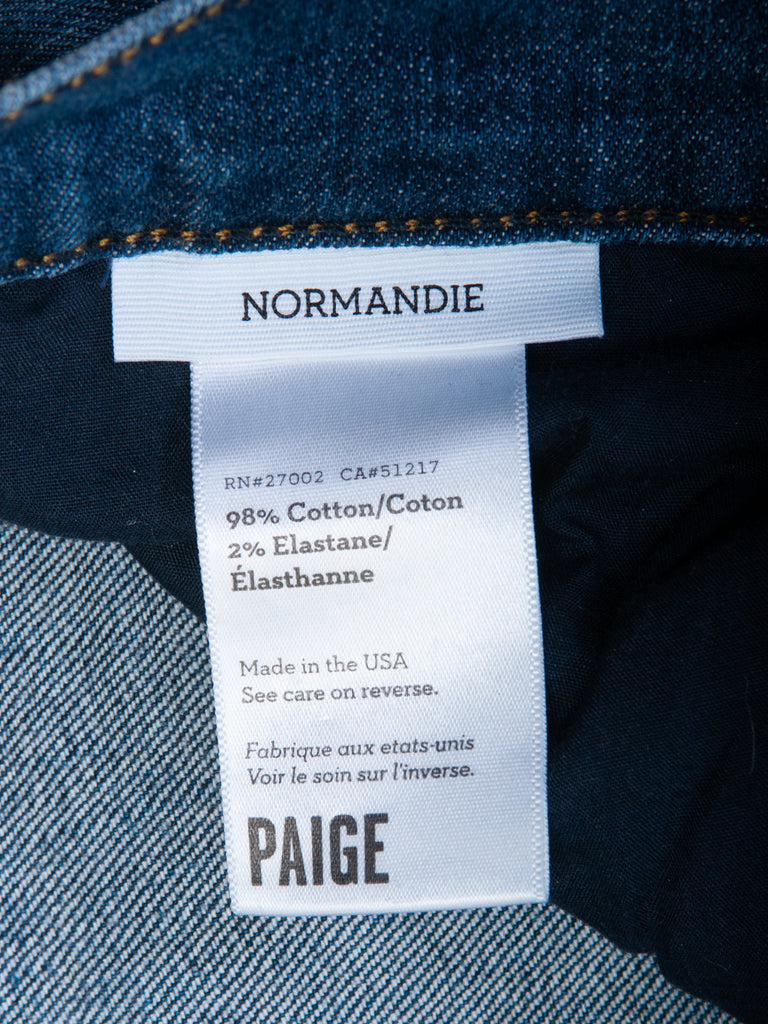 NORMANDIE
RN#27002 CA#51217
98% Cotton/Coton
2% Elastane/
Élasthanne
Made in the USA
See care on reverse.
Fabrique aux etats-unis
Voir le soin sur l'inverse.
PAIGE